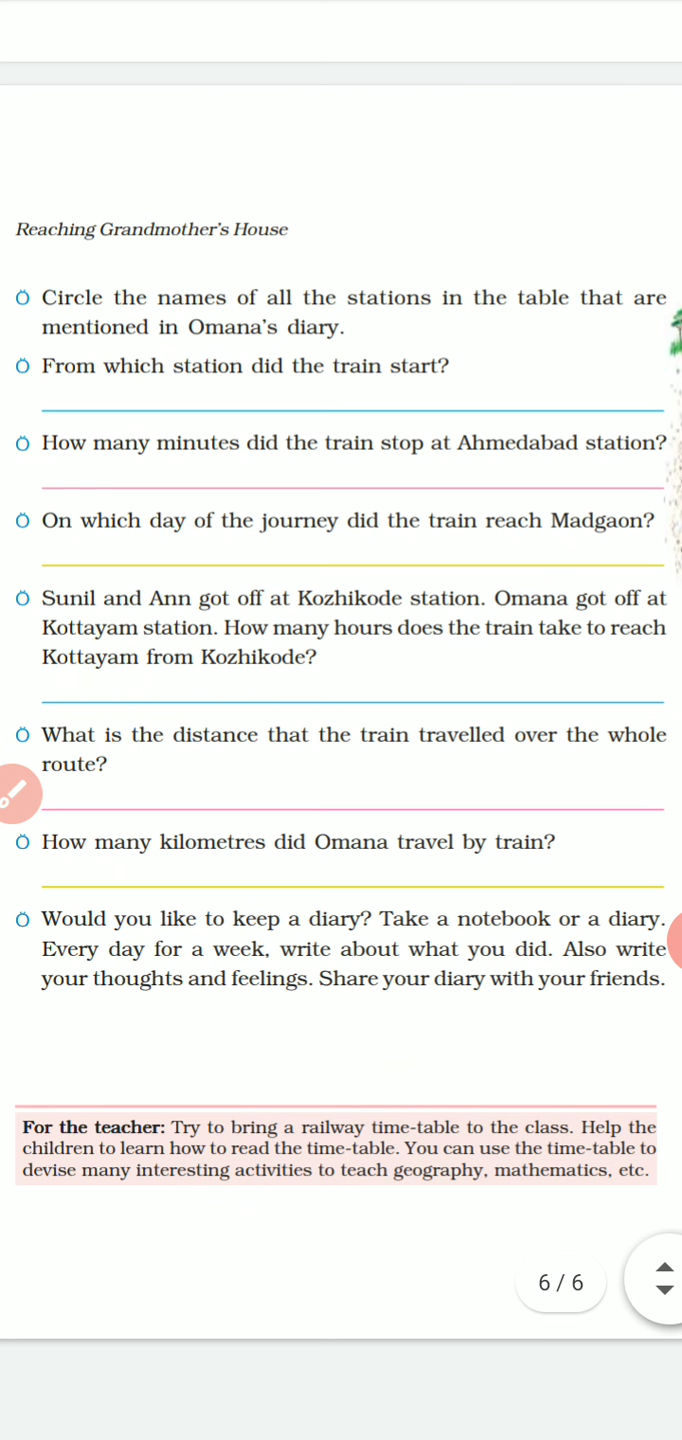 Reaching Grandmother's House
Ö Circle the names of all the stations in the table that are
mentioned in Omana's diary.
Ö From which station did the train start?
Ö How many minutes did the train stop at Ahmedabad station?
Ö On which day of the journey did the train reach Madgaon?
Ö Sunil and Ann got off at Kozhikode station. Omana got off at
Kottayam station. How many hours does the train take to reach
Kottayam from Kozhikode?
Ö What is the distance that the train travelled over the whole
route?
Ö How many kilometres did Omana travel by train?
Ö Would you like to keep a diary? Take a notebook or a diary.
Every day for a week, write about what you did. Also write
your thoughts and feelings. Share your diary with your friends.
For the teacher: Try to bring a railway time-table to the class. Help the
children to learn how to read the time-table. You can use the time-table to
devise many interesting activities to teach geography, mathematics, etc.
6 / 6